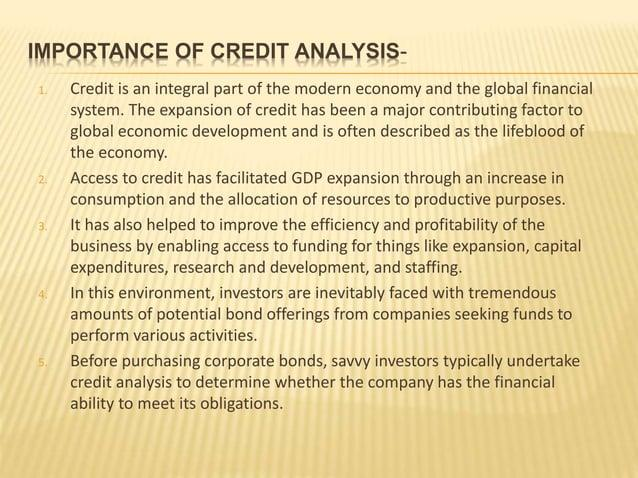 IMPORTANCE OF CREDIT ANALYSIS-
1. Credit is an integral part of the modern economy and the global financial
system. The expansion of credit has been a major contributing factor to
global economic development and is often described as the lifeblood of
the economy.
2. Access to credit has facilitated GDP expansion through an increase in
consumption and the allocation of resources to productive purposes.
3. It has also helped to improve the efficiency and profitability of the
business by enabling access to funding for things like expansion, capital
expenditures, research and development, and staffing.
4. In this environment, investors are inevitably faced with tremendous
amounts of potential bond offerings from companies seeking funds to
perform various activities.
5. Before purchasing corporate bonds, savvy investors typically undertake
credit analysis to determine whether the company has the financial
ability to meet its obligations.